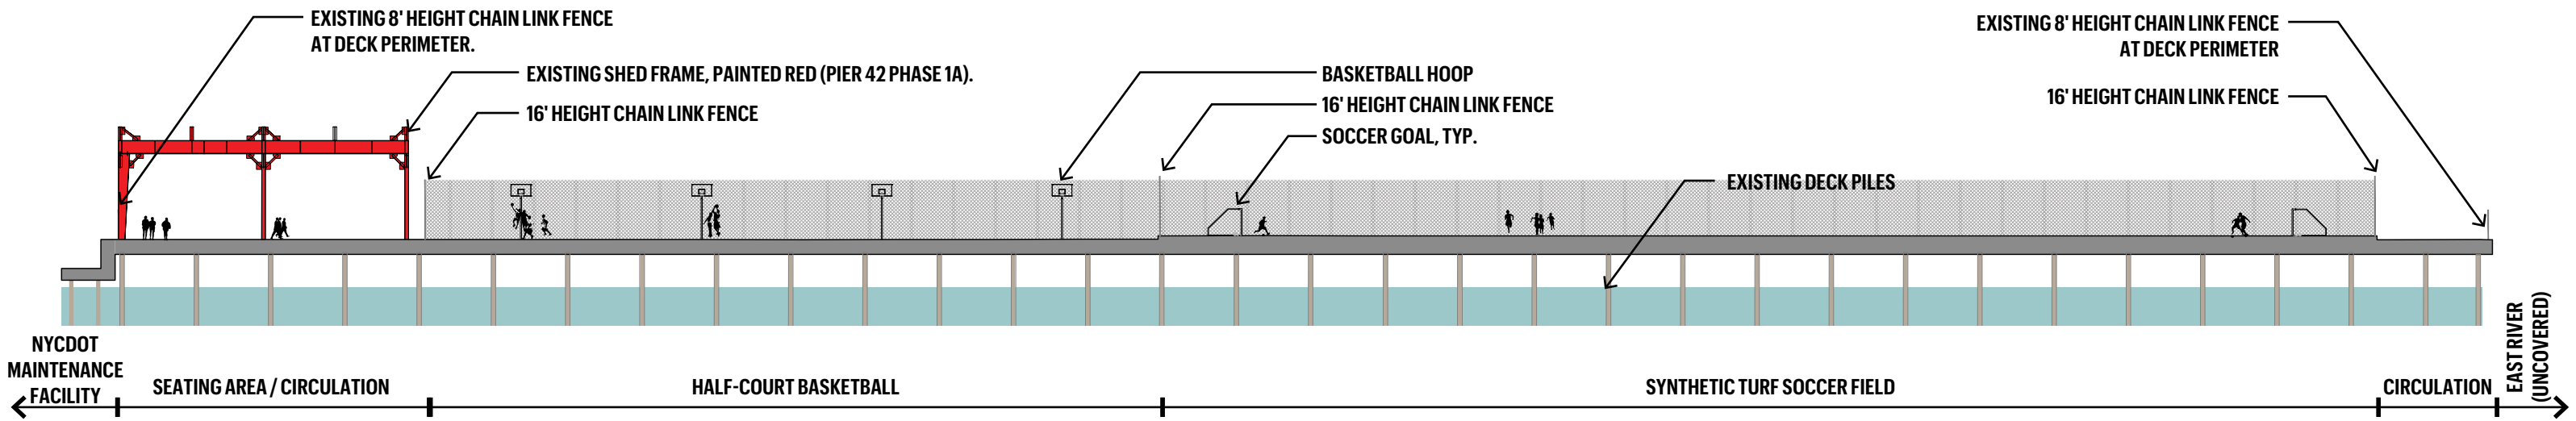 EXISTING 8' HEIGHT CHAIN LINK FENCE
AT DECK PERIMETER.
EXISTING SHED FRAME, PAINTED RED (PIER 42 PHASE 1A).
16' HEIGHT CHAIN LINK FENCE
BASKETBALL HOOP
16' HEIGHT CHAIN LINK FENCE
SOCCER GOAL, TYP.
EXISTING DECK PILES
EXISTING 8' HEIGHT CHAIN LINK FENCE
AT DECK PERIMETER
16' HEIGHT CHAIN LINK FENCE
NYCDOT
MAINTENANCE
FACILITY
SEATING AREA / CIRCULATION
HALF-COURT BASKETBALL
SYNTHETIC TURF SOCCER FIELD
CIRCULATION
EAST RIVER
(UNCOVERED)